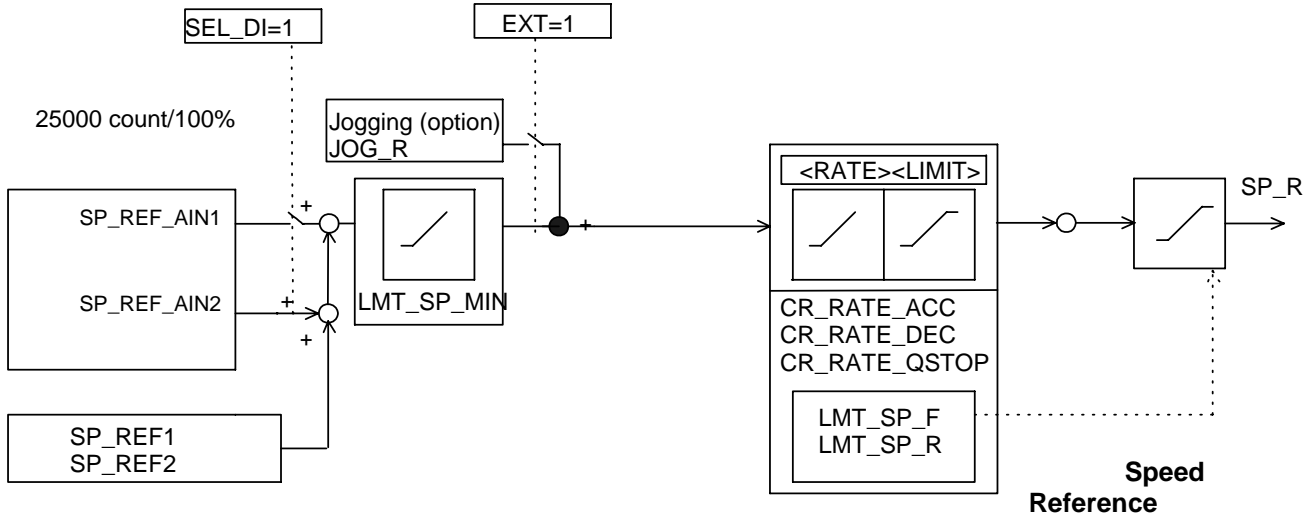 SEL_DI=1
EXT=1
25000 count/100%
Jogging (option)
JOG_R
<RATE><LIMIT>
SP_R
SP_REF_AIN1
+
+
SP_REF_AIN2
+
LMT_SP_MIN
+
CR_RATE_ACC
CR_RATE_DEC
CR_RATE_QSTOP
SP_REF1
SP_REF2
LMT_SP_F
LMT_SP_R
Speed
Reference